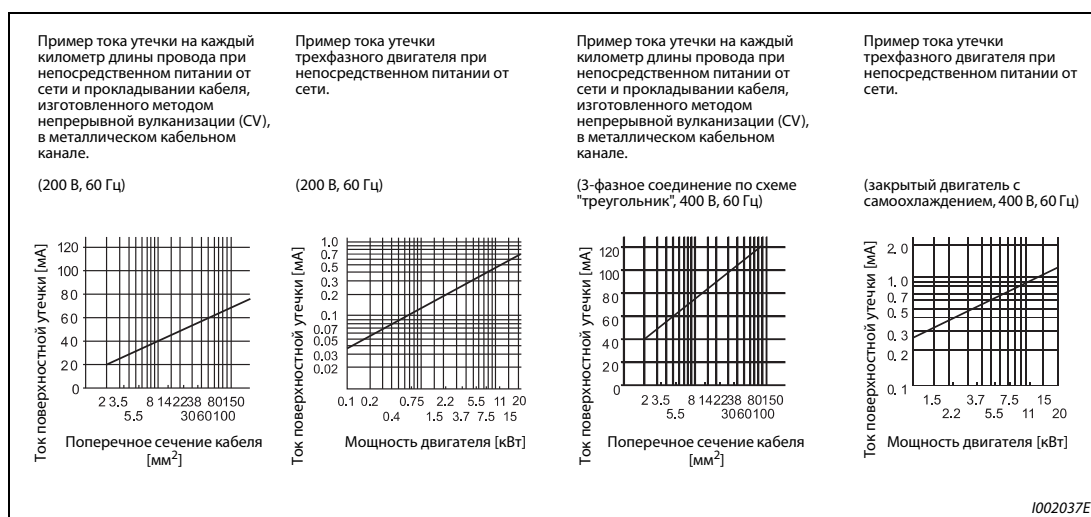 Пример тока утечки на каждый
километр длины провода при
непосредственном питании от
сети и прокладывании кабеля,
изготовленного методом
непрерывной вулканизации (CV),
в металлическом кабельном
канале.
(200 В, 60 Гц)
Ток поверхностной утечки [мА]
120
100
80
60
40
20
0
2 3,5 8 14 22 38 80 150
5.5 30 60 100
Поперечное сечение кабеля
[мм²]
Пример тока утечки
трехфазного двигателя при
непосредственном питании от
сети.
(200 В, 60 Гц)
Ток поверхностной утечки [мА]
1.0
0.7
0.5
0.3
0.2
0.1
0.07
0.05
0.03
0.02
0.1 0.2 0.75 2.2 5.5 11 20
0.4 1.5 3.7 7.5 15
Мощность двигателя [кВт]
Пример тока утечки на каждый
километр длины провода при
непосредственном питании от
сети и прокладывании кабеля,
изготовленного методом
непрерывной вулканизации (CV),
в металлическом кабельном
канале.
(3-фазное соединение по схеме
"треугольник", 400 В, 60 Гц)
Ток поверхностной утечки [мА]
120
100
80
60
40
20
0
2 3.5 8 14 22 38 80 150
5.5 30 60 100
Поперечное сечение кабеля
[мм²]
Пример тока утечки
трехфазного двигателя при
непосредственном питании от
сети.
(закрытый двигатель с
самоохлаждением, 400 В, 60 Гц)
Ток поверхностной утечки [мА]
2.0
1.0
0.7
0.5
0.3
0.2
0.1
1.5 3.7 7.5 15
2.2 5.5 11 20
Мощность двигателя [кВт]
I002037E